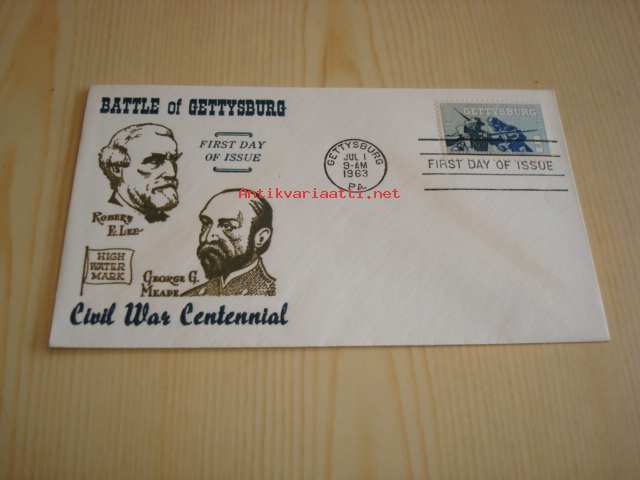 BATTLE of GETTYSBURG
FIRST DAY
OF ISSUE
ROBERT
E. LEE
HIGH
WATER
MARK
GEORGE G.
MEADE
Civil War Centennial
GETTYSBURG
JUL 1
9-AM
1963
PA.
GETTYSBURG
FIRST DAY OF ISSUE
Antikvariaatti.net